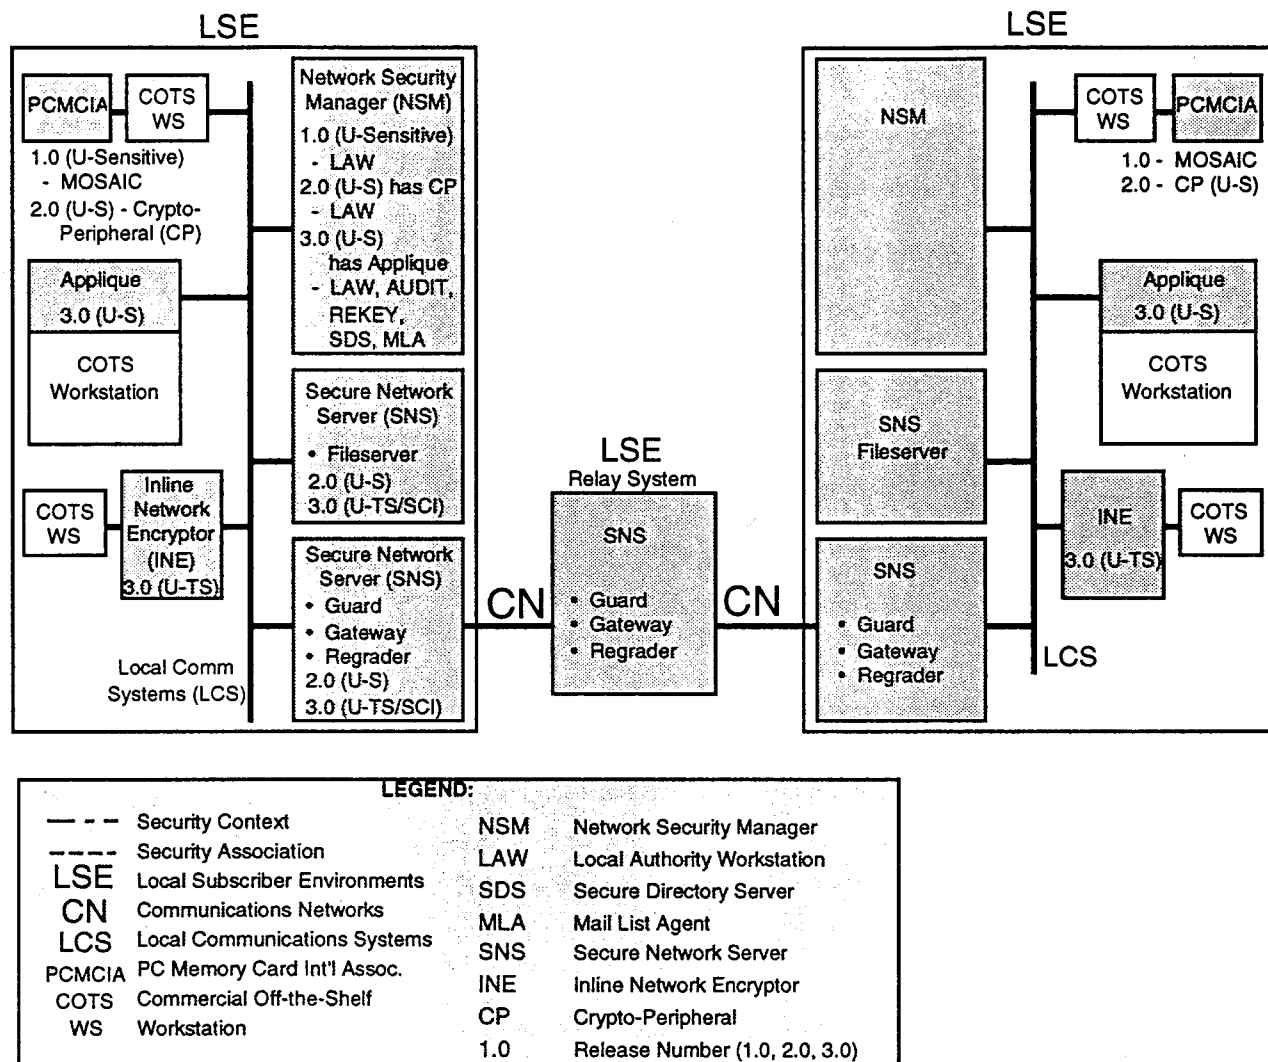 LSE
PCMCIA
COTS
WS
1.0 (U-Sensitive)
- MOSAIC
2.0 (U-S) - Crypto-
Peripheral (CP)
Applique
3.0 (U-S)
COTS
Workstation
COTS
WS
Inline
Network
Encryptor
(INE)
3.0 (U-TS)
Local Comm
Systems (LCS)
Network Security
Manager (NSM)
1.0 (U-Sensitive)
- LAW
2.0 (U-S) has CP
- LAW
3.0 (U-S)
has Applique
- LAW, AUDIT,
REKEY,
SDS, MLA
Secure Network
Server (SNS)
• Fileserver
2.0 (U-S)
3.0 (U-TS/SCI)
Secure Network
Server (SNS)
• Guard
• Gateway
• Regrader
2.0 (U-S)
3.0 (U-TS/SCI)
CN
LSE
Relay System
SNS
• Guard
• Gateway
• Regrader
CN
LSE
NSM
SNS
Fileserver
SNS
• Guard
• Gateway
• Regrader
COTS
WS
PCMCIA
1.0 - MOSAIC
2.0 - CP (U-S)
Applique
3.0 (U-S)
COTS
Workstation
INE
3.0 (U-TS)
COTS
WS
LCS
LEGEND:
Security Context
Security Association
LSE Local Subscriber Environments
CN Communications Networks
LCS Local Communications Systems
PCMCIA PC Memory Card Int'l Assoc.
COTS Commercial Off-the-Shelf
WS Workstation
NSM Network Security Manager
LAW Local Authority Workstation
SDS Secure Directory Server
MLA Mail List Agent
SNS Secure Network Server
INE Inline Network Encryptor
CP Crypto-Peripheral
1.0 Release Number (1.0, 2.0, 3.0)